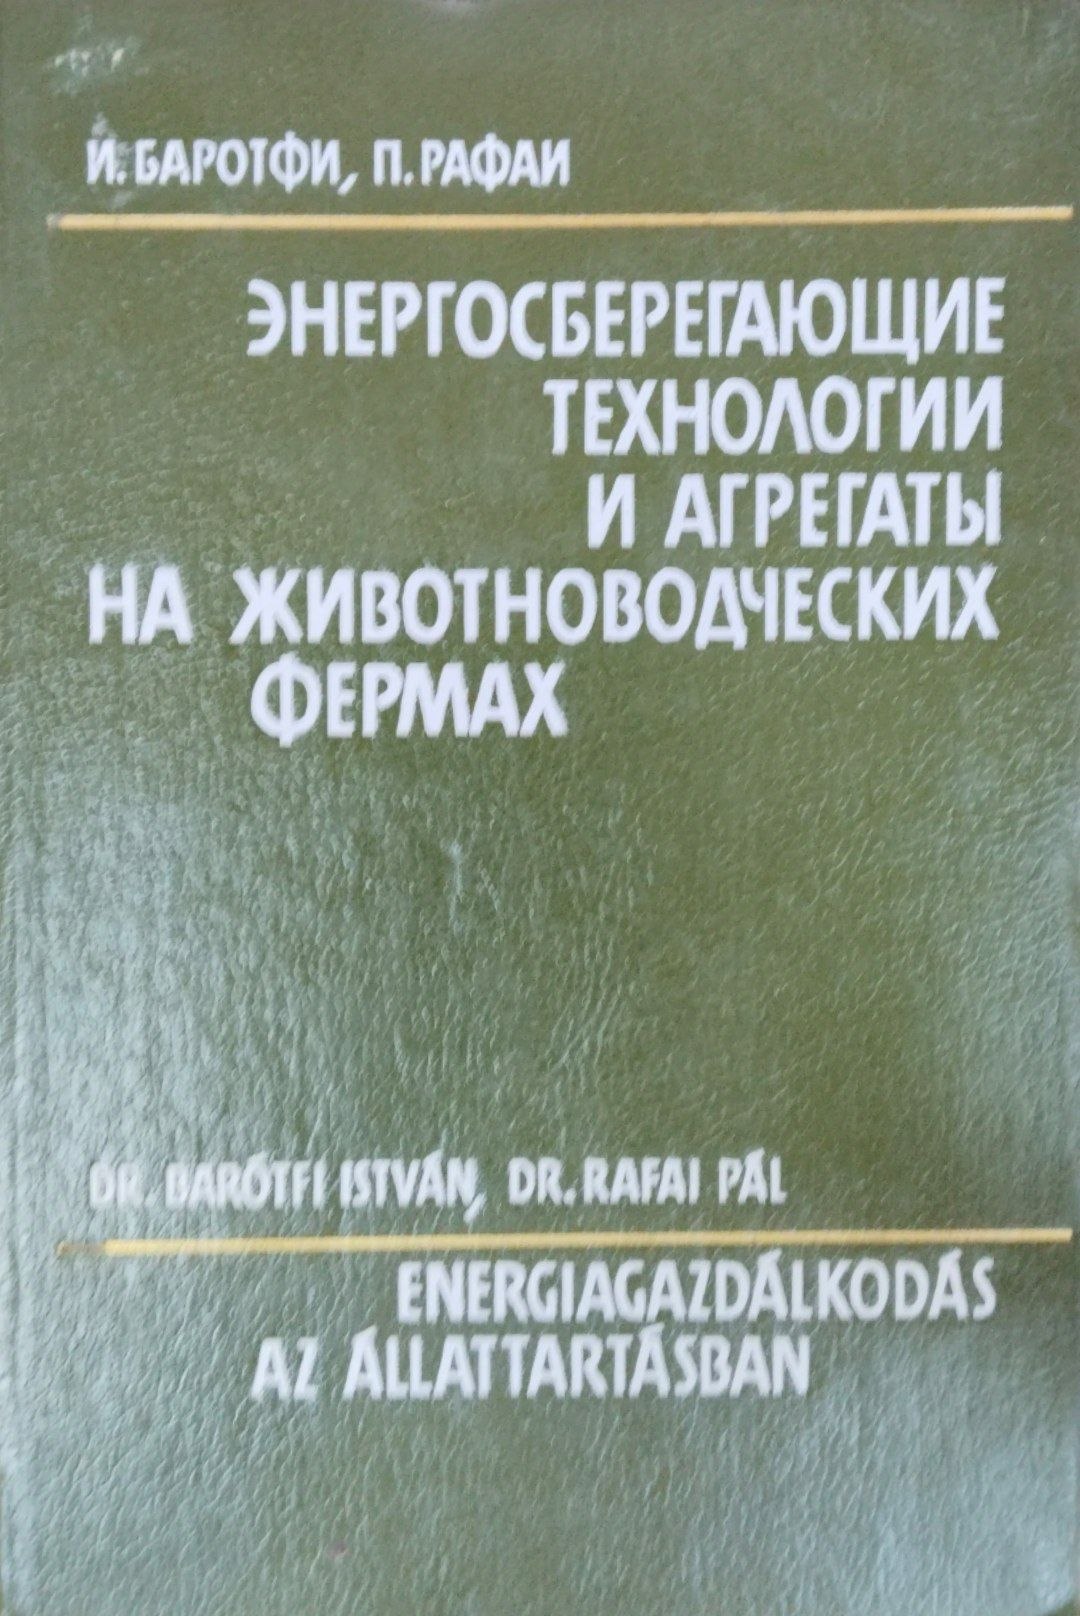 Й. БАРОТФИ, П. РАФАИ
ЭНЕРГОСБЕРЕГАЮЩИЕ
ТЕХНОЛОГИИ
И АГРЕГАТЫ
НА ЖИВОТНОВОДЧЕСКИХ
ФЕРМАХ
DR. BARÓTFI ISTVÁN, DR. RAFAI PÁL
ENERGIAGAZDÁLKODÁS
AZ ÁLLATTARTÁSBAN